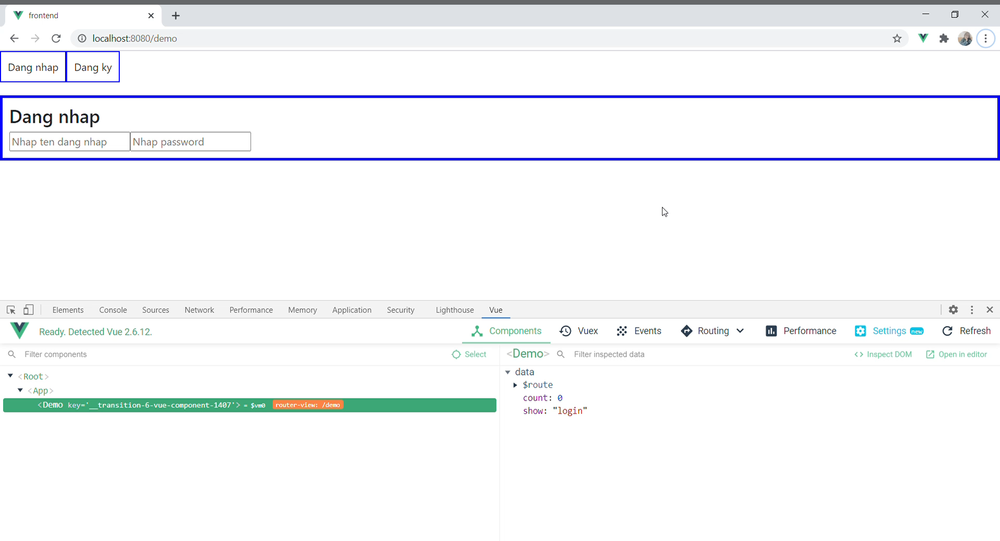 frontend
localhost:8080/demo
Dang nhap Dang ky
Dang nhap
Nhap ten dang nhap Nhap password
Elements Console Sources Network Performance Memory Application Security Lighthouse Vue
Ready. Detected Vue 2.6.12. Components Vuex Events Routing Performance Settings new Refresh
Filter components Select <Demo> Filter inspected data Inspect DOM Open in editor
<Root>
<App>
<Demo key='__transition-6-vue-component-1407'> = $vm0 router-view: /demo
data
$route
count: 0
show: "login"